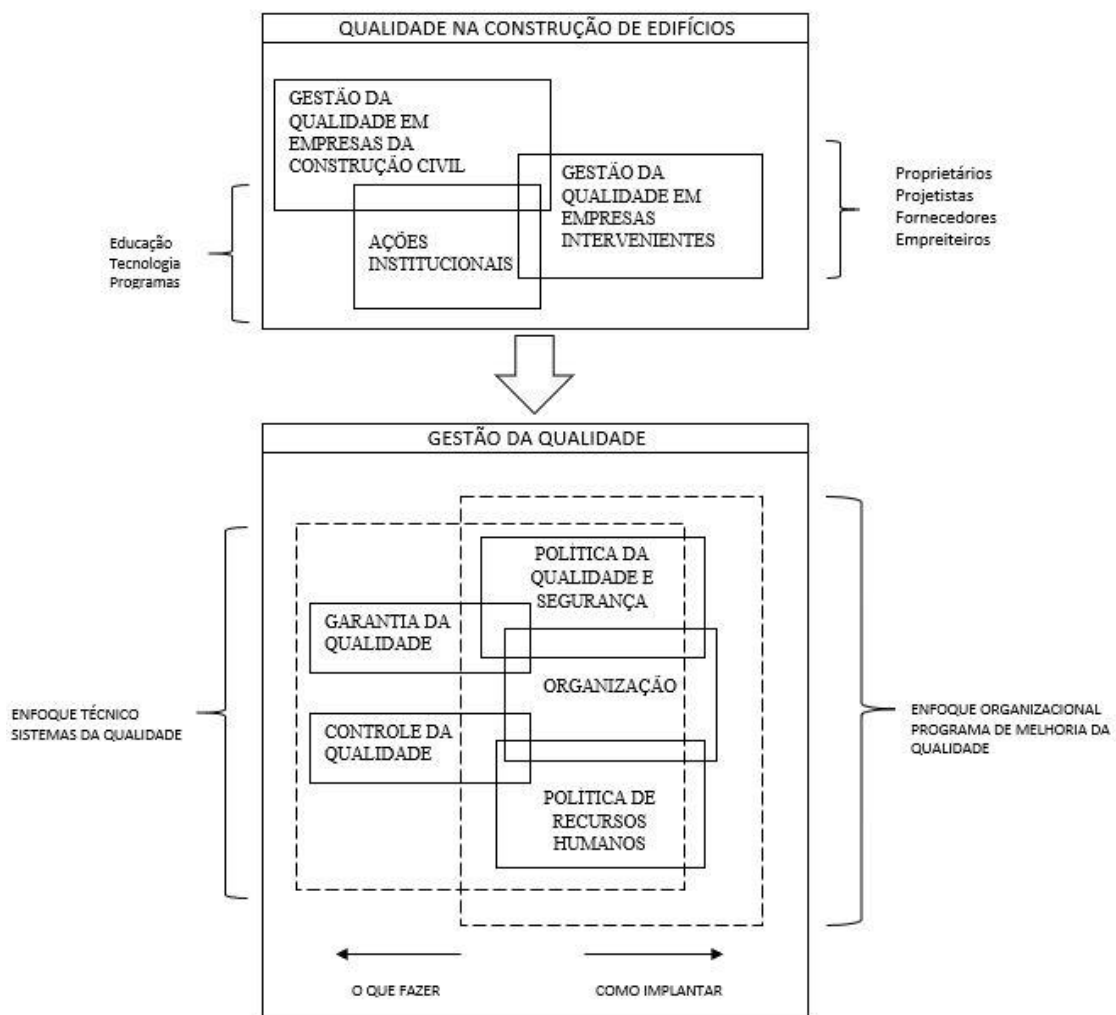 QUALIDADE NA CONSTRUÇÃO DE EDIFÍCIOS
GESTÃO DA
QUALIDADE EM
EMPRESAS DA
CONSTRUÇÃO CIVIL
GESTÃO DA
QUALIDADE EM
EMPRESAS
INTERVENIENTES
AÇÕES
INSTITUCIONAIS
Educação
Tecnologia
Programas
Proprietários
Projetistas
Fornecedores
Empreiteiros
GESTÃO DA QUALIDADE
POLÍTICA DA
QUALIDADE E
SEGURANÇA
GARANTIA DA
QUALIDADE
ORGANIZAÇÃO
CONTROLE DA
QUALIDADE
POLÍTICA DE
RECURSOS
HUMANOS
ENFOQUE TÉCNICO
SISTEMAS DA QUALIDADE
ENFOQUE ORGANIZACIONAL
PROGRAMA DE MELHORIA DA
QUALIDADE
O QUE FAZER
COMO IMPLANTAR